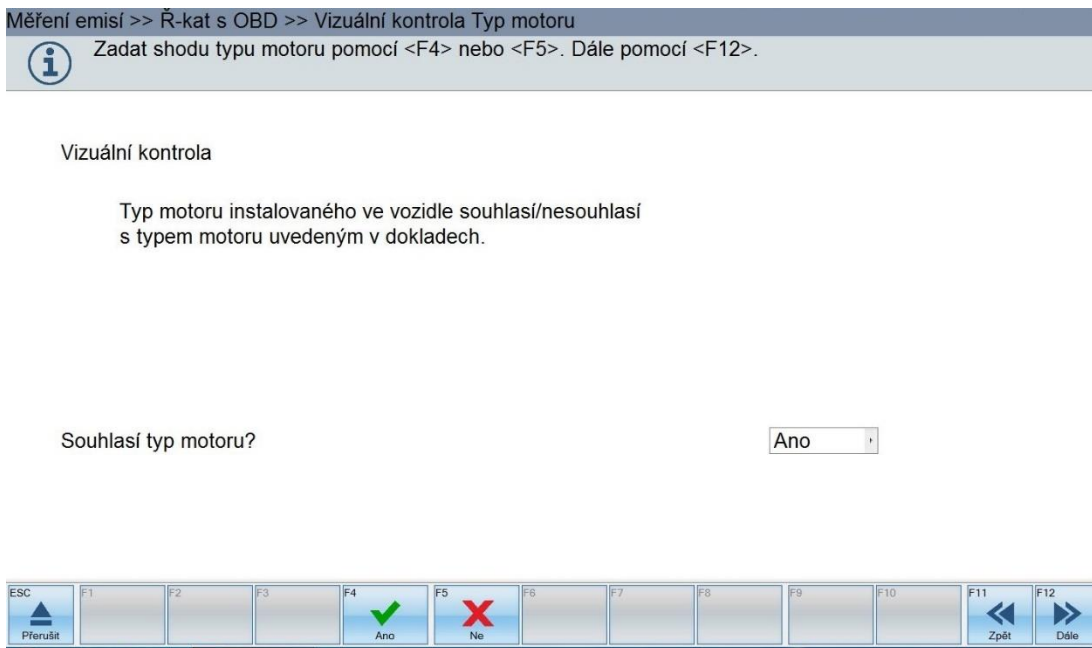 Měření emisí >> Ř-kat s OBD >> Vizuální kontrola Typ motoru
Zadat shodu typu motoru pomocí <F4> nebo <F5>. Dále pomocí <F12>.
Vizuální kontrola
Typ motoru instalovaného ve vozidle souhlasí/nesouhlasí
s typem motoru uvedeným v dokladech.
Souhlasí typ motoru? Ano
ESC F1 F2 F3 F4 F5 F6 F7 F8 F9 F10 F11 F12
Přerušit Ano Ne Zpět Dále